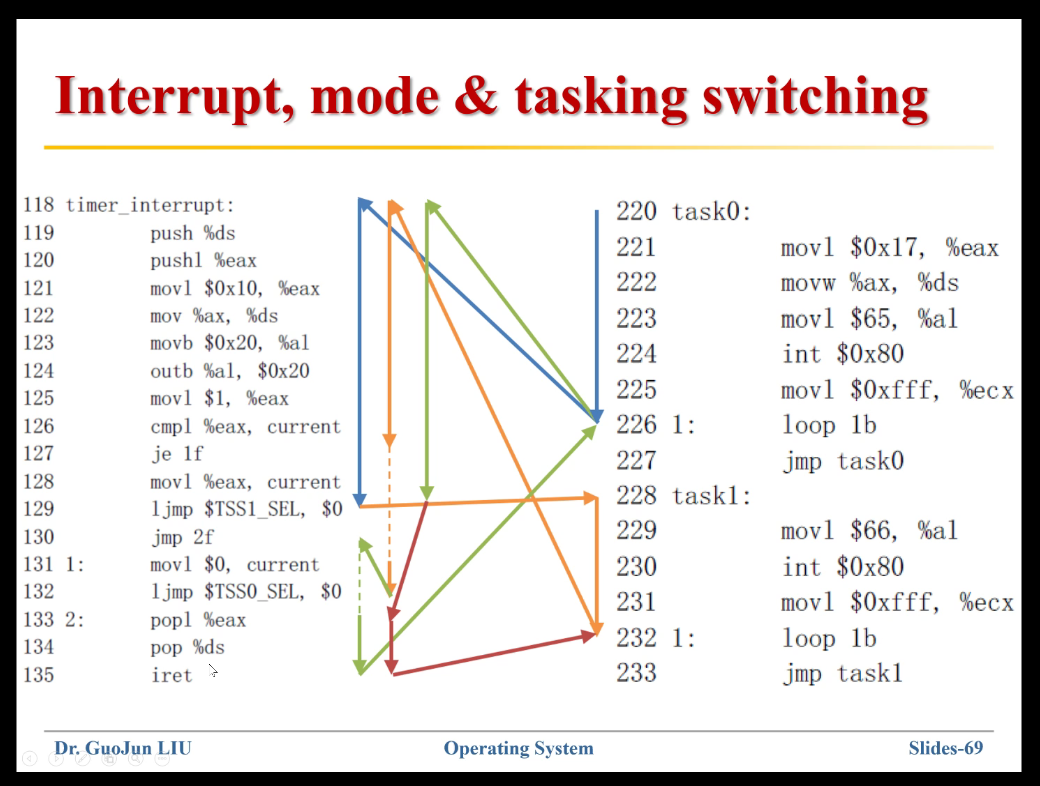 Interrupt, mode & tasking switching
118 timer_interrupt:
119 push %ds
120 pushl %eax
121 movl $0x10, %eax
122 mov %ax, %ds
123 movb $0x20, %al
124 outb %al, $0x20
125 movl $1, %eax
126 cmpl %eax, current
127 je 1f
128 movl %eax, current
129 ljmp $TSS1_SEL, $0
130 jmp 2f
131 1: movl $0, current
132 ljmp $TSS0_SEL, $0
133 2: popl %eax
134 pop %ds
135 iret
220 task0:
221 movl $0x17, %eax
222 movw %ax, %ds
223 movl $65, %al
224 int $0x80
225 movl $0xfff, %ecx
226 1: loop 1b
227 jmp task0
228 task1:
229 movl $66, %al
230 int $0x80
231 movl $0xfff, %ecx
232 1: loop 1b
233 jmp task1
Dr. GuoJun LIU
Operating System
Slides-69